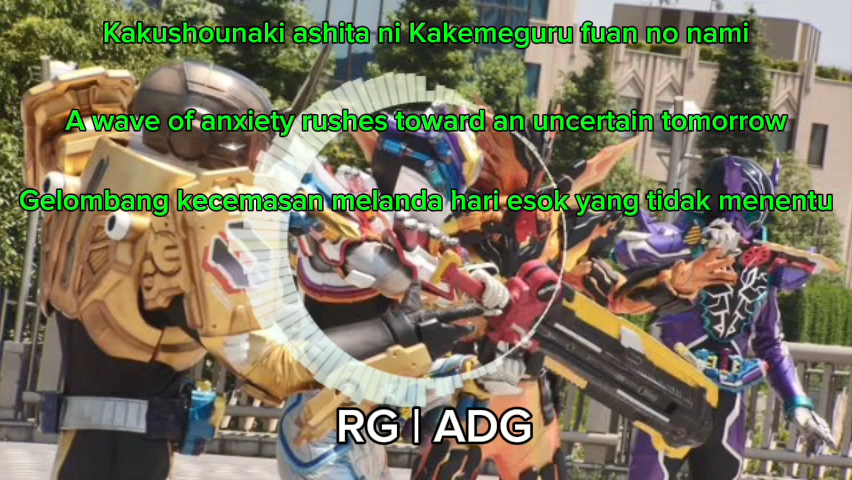 Kakushounaki ashita ni Kakemeguru fuan no nami
A wave of anxiety rushes toward an uncertain tomorrow
Gelombang kecemasan melanda hari esok yang tidak menentu
RG | ADG